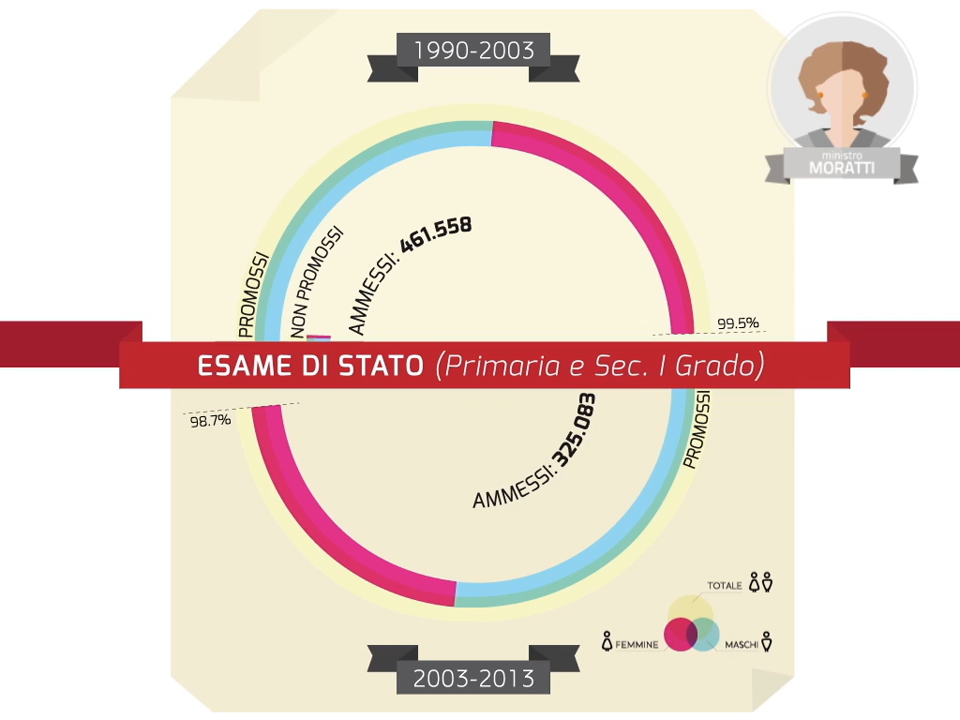 1990-2003
ministro
MORATTI
PROMOSSI
NON PROMOSSI
AMMESSI: 461.558
99.5%
ESAME DI STATO (Primaria e Sec. I Grado)
98.7%
AMMESSI: 325.083
PROMOSSI
TOTALE
FEMMINE
MASCHI
2003-2013